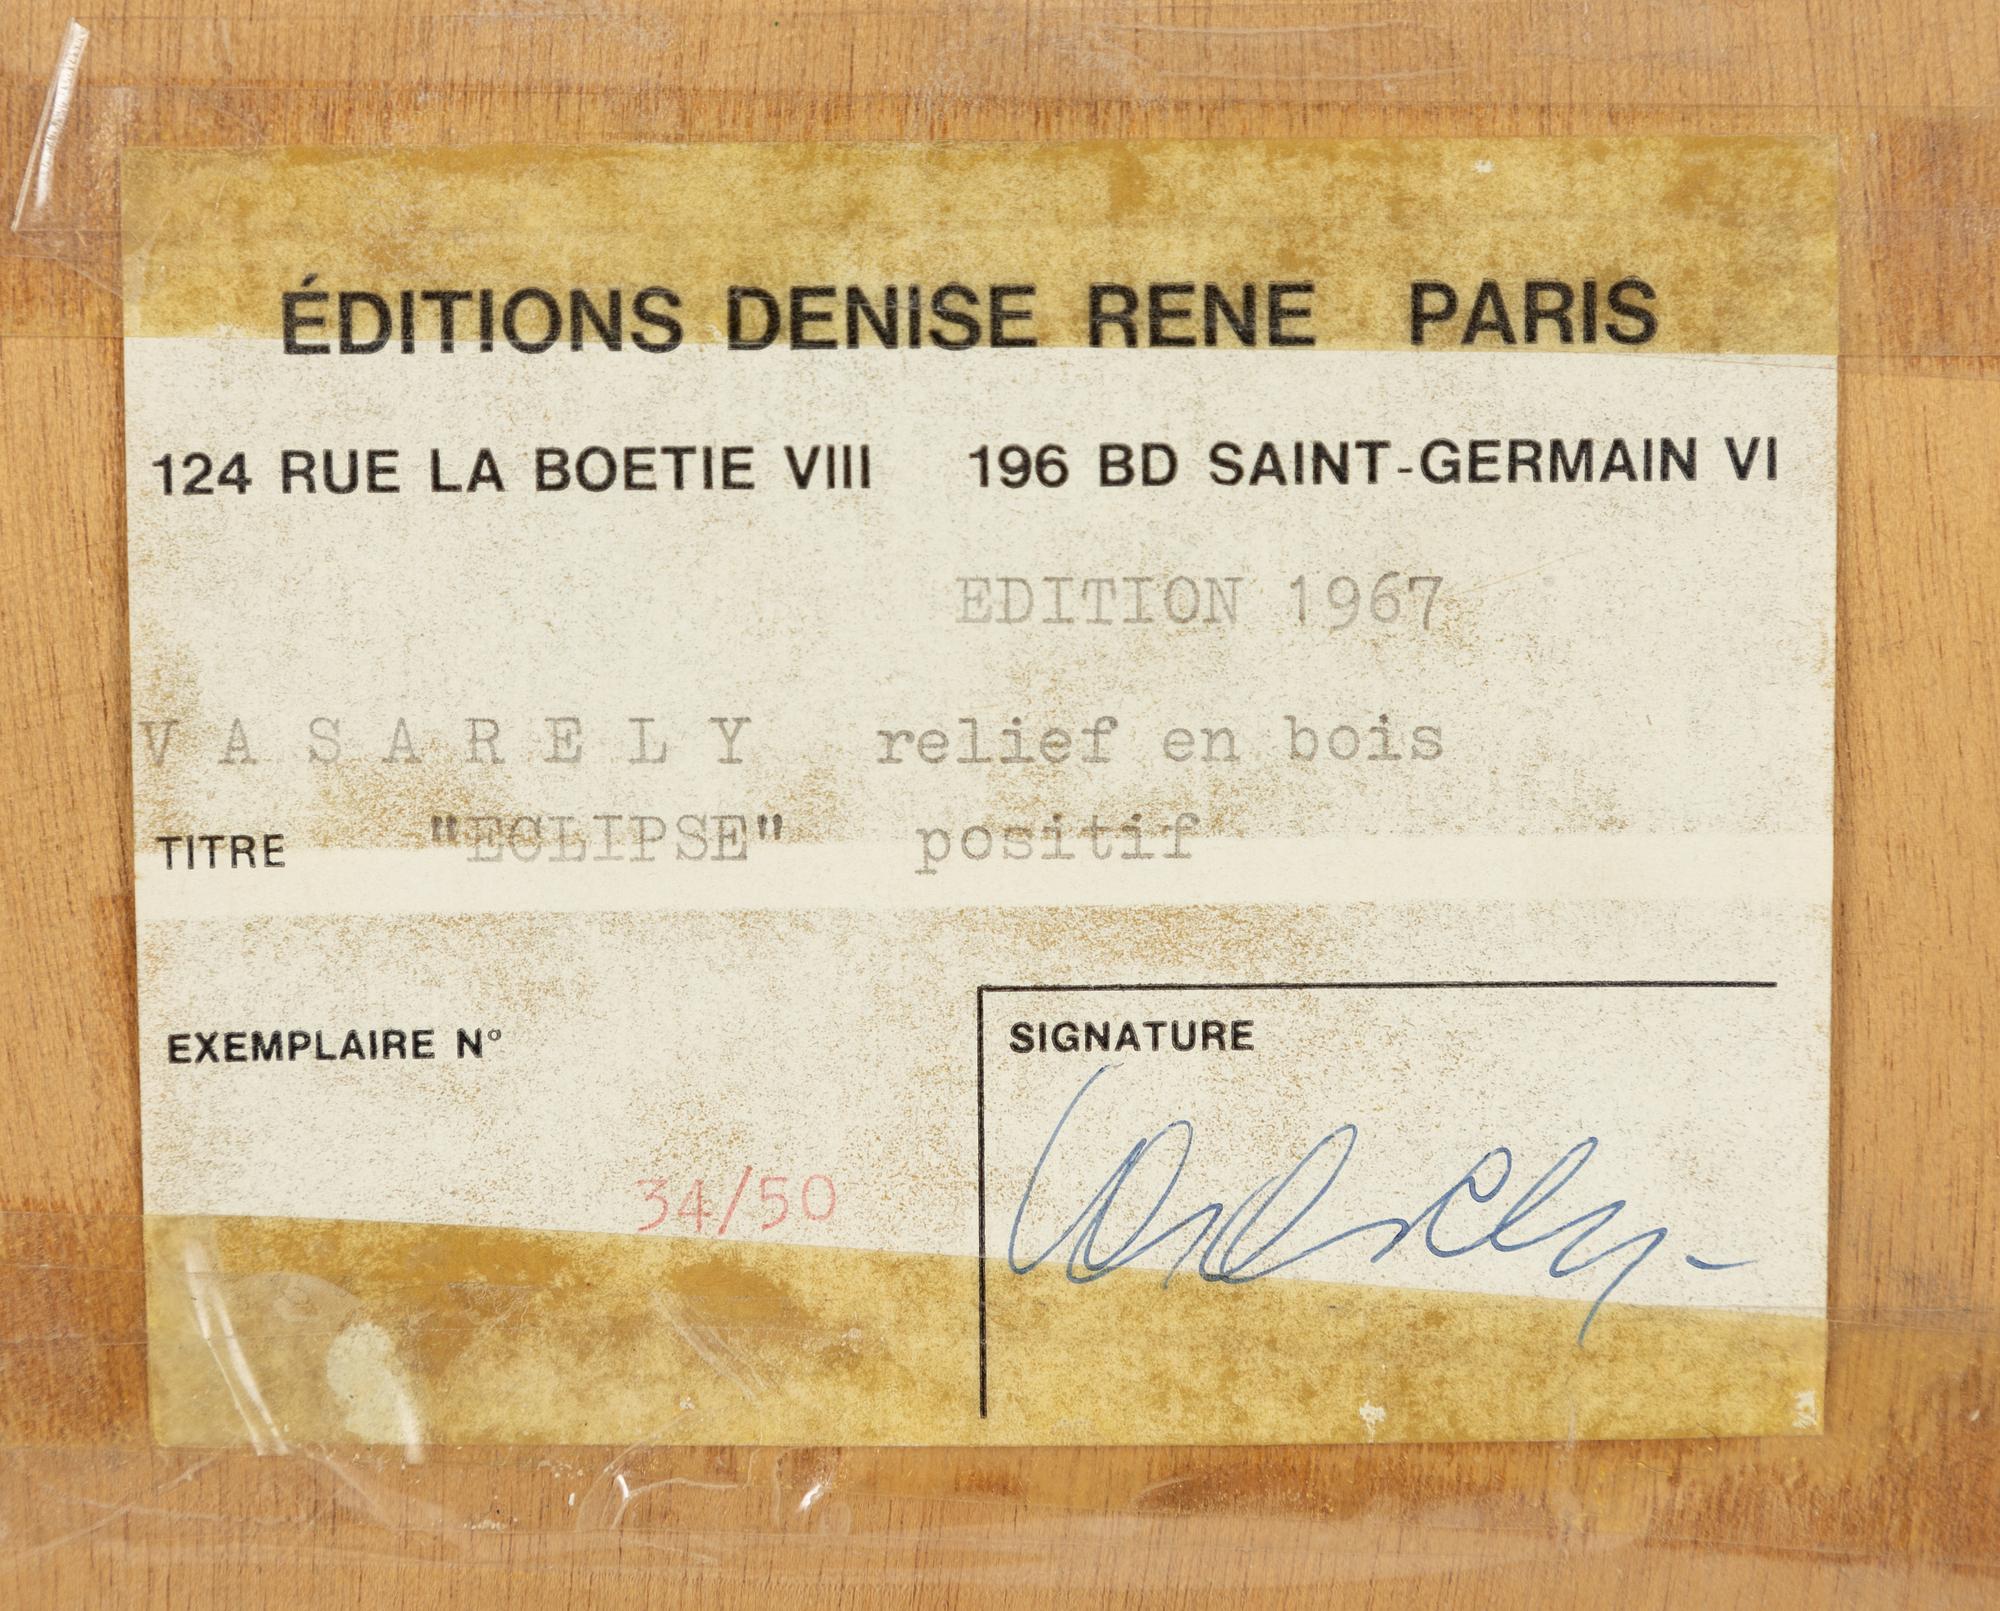 ÉDITIONS DENISE RENE PARIS
124 RUE LA BOETIE VIII 196 BD SAINT-GERMAIN VI
EDITION 1967
V A S A R E L Y relief en bois
TITRE "ECLIPSE" positif
EXEMPLAIRE N°
SIGNATURE
34/50
Vasarely-